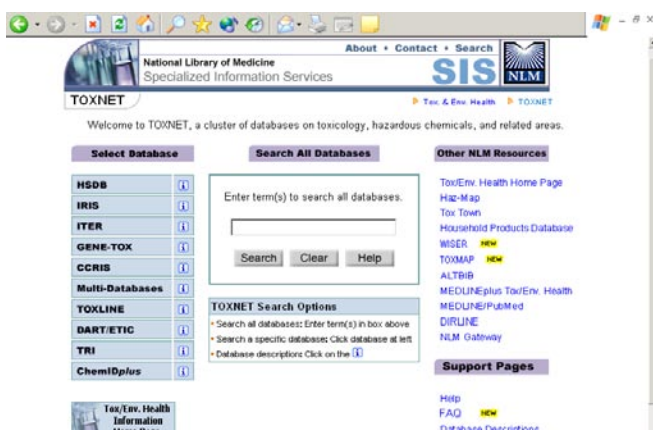 About + Contact + Search
National Library of Medicine
Specialized Information Services
SIS
NLM
TOXNET
Tox. & Env. Health TOXNET
Welcome to TOXNET, a cluster of databases on toxicology, hazardous chemicals, and related areas.
Select Database
HSDB
IRIS
ITER
GENE-TOX
CCRIS
Multi-Databases
TOXLINE
DART/ETIC
TRI
ChemIDplus
Tox/Env. Health
Information
Home Page
Search All Databases
Enter term(s) to search all databases.
Search Clear Help
TOXNET Search Options
• Search all databases: Enter term(s) in box above
• Search a specific database: Click database at left
• Database description: Click on the i
Other NLM Resources
Tox/Env. Health Home Page
Haz-Map
Tox Town
Household Products Database
WISER NEW
TOXMAP NEW
ALTBIB
MEDLINEplus Tox/Env. Health
MEDLINE/PubMed
DIRLINE
NLM Gateway
Support Pages
Help
FAQ NEW
Database Descriptions